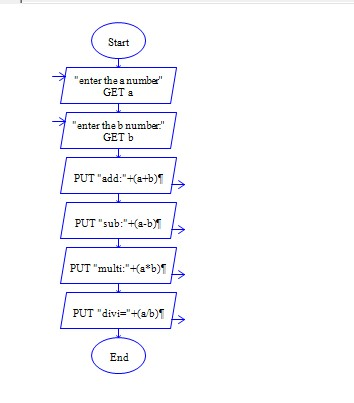 Start
"enter the a number"
GET a
"enter the b number:"
GET b
PUT "add:"+(a+b)¶
PUT "sub:"+(a-b)¶
PUT "multi:"+(a*b)¶
PUT "divi="+(a/b)¶
End